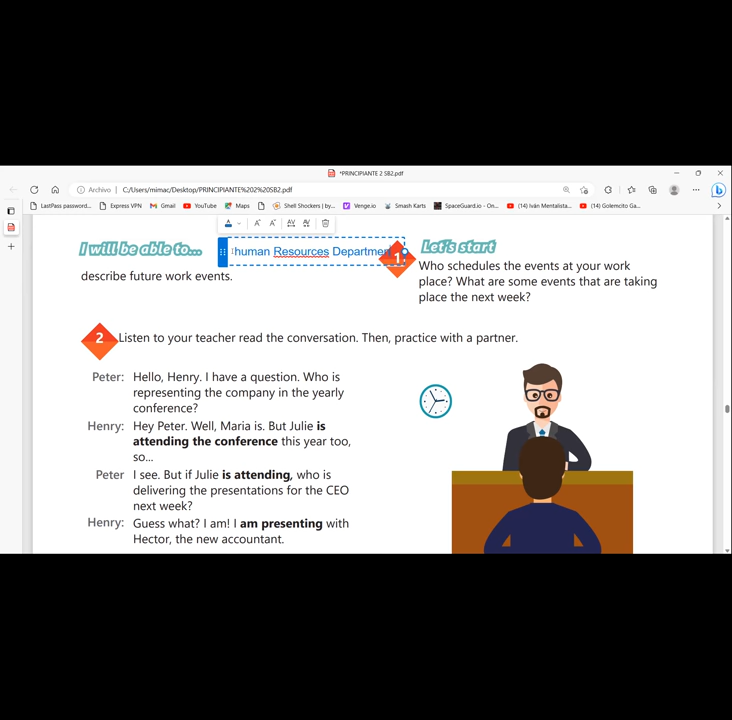 *PRINCIPIANTE 2 SB2.pdf
Archivo | C:/Users/mimac/Desktop/PRINCIPIANTE%202%20SB2.pdf
LastPass password... Express VPN Gmail YouTube Maps Shell Shockers | by... Venge.io Smash Karts SpaceGuard.io - On... (14) Iván Mentalista... (14) Golemcito Ga...
I will be able to...
describe future work events.
human Resources Department
1.
Let's start
Who schedules the events at your work
place? What are some events that are taking
place the next week?
2 Listen to your teacher read the conversation. Then, practice with a partner.
Peter: Hello, Henry. I have a question. Who is
representing the company in the yearly
conference?
Henry: Hey Peter. Well, Maria is. But Julie is
attending the conference this year too,
so...
Peter I see. But if Julie is attending, who is
delivering the presentations for the CEO
next week?
Henry: Guess what? I am! I am presenting with
Hector, the new accountant.